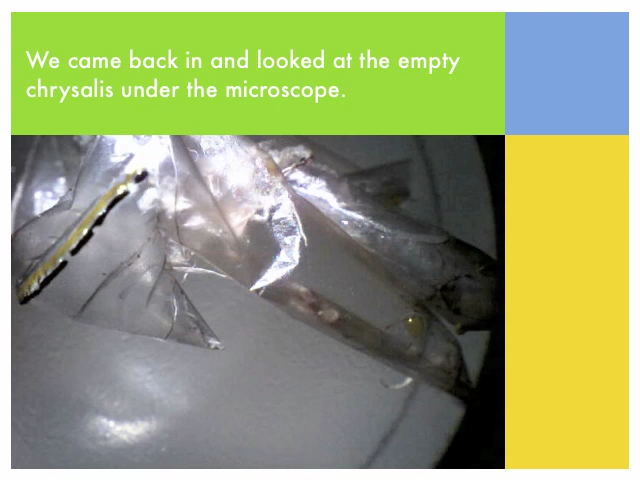 We came back in and looked at the empty
chrysalis under the microscope.